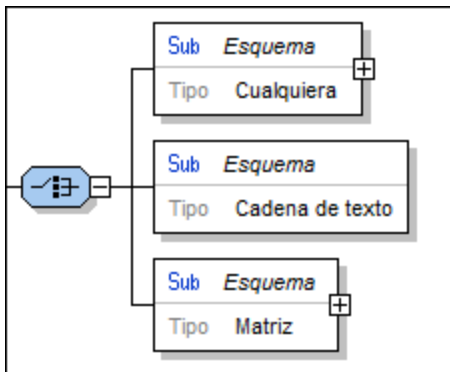 Sub Esquema
Tipo Cualquiera
Sub Esquema
Tipo Cadena de texto
Sub Esquema
Tipo Matriz